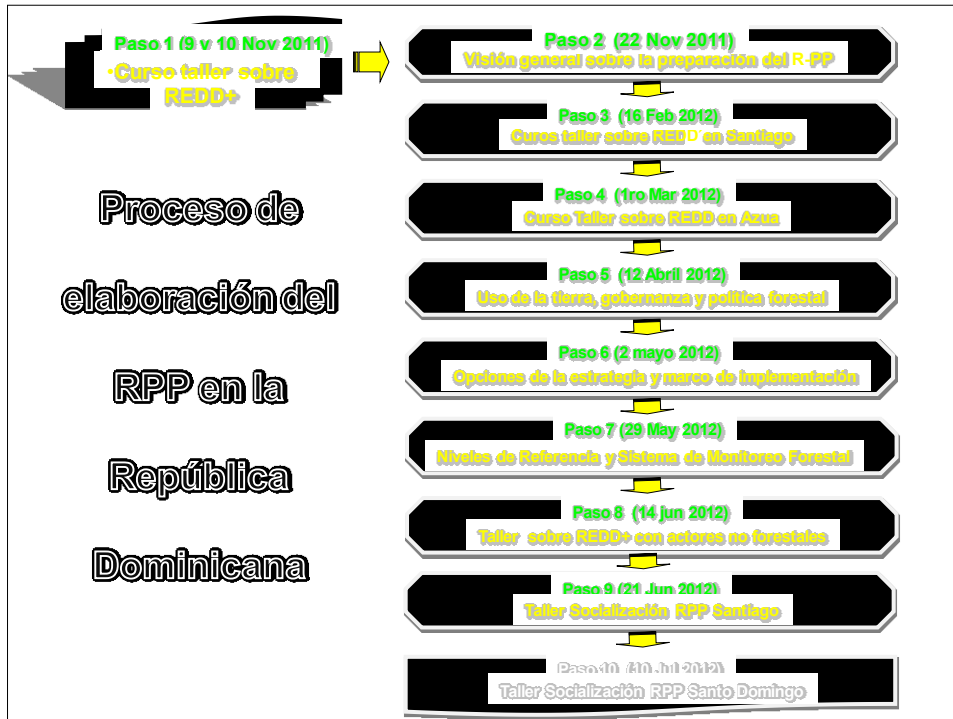 Paso 1 (9 y 10 Nov 2011)
•Curso taller sobre
REDD+
Proceso de
elaboración del
RPP en la
República
Dominicana
Paso 2 (22 Nov 2011)
Visión general sobre la preparación del R-PP
Paso 3 (16 Feb 2012)
Curos taller sobre REDD en Santiago
Paso 4 (1ro Mar 2012)
Curso Taller sobre REDD en Azua
Paso 5 (12 Abril 2012)
Uso de la tierra, gobernanza y política forestal
Paso 6 (2 mayo 2012)
Opciones de la estrategia y marco de implementación
Paso 7 (29 May 2012)
Niveles de Referencia y Sistema de Monitoreo Forestal
Paso 8 (14 jun 2012)
Taller sobre REDD+ con actores no forestales
Paso 9 (21 Jun 2012)
Taller Socialización RPP Santiago
Paso 10 (10 Jul 2012)
Taller Socialización RPP Santo Domingo